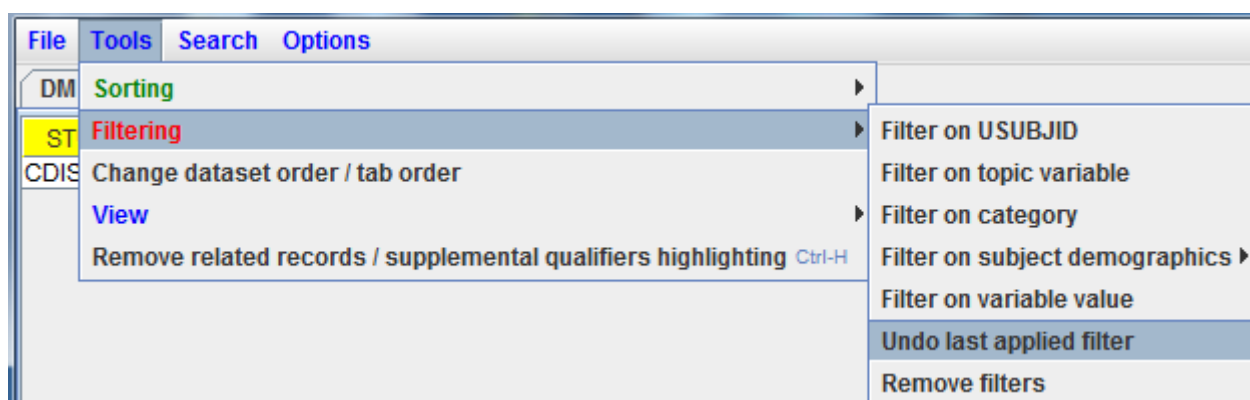 File Tools Search Options
DM Sorting
ST Filtering Filter on USUBJID
CDIS Change dataset order / tab order Filter on topic variable
View Filter on category
Remove related records / supplemental qualifiers highlighting Ctrl-H Filter on subject demographics
Filter on variable value
Undo last applied filter
Remove filters